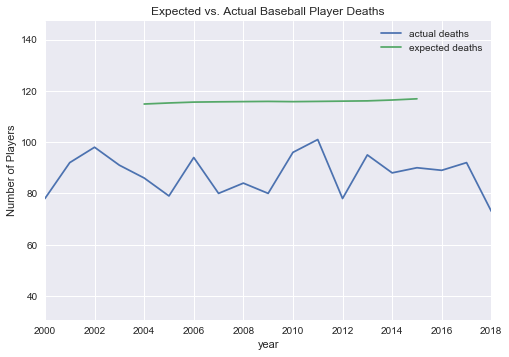 Expected vs. Actual Baseball Player Deaths
actual deaths
expected deaths
140
120
100
80
60
40
Number of Players
2000 2002 2004 2006 2008 2010 2012 2014 2016 2018
year